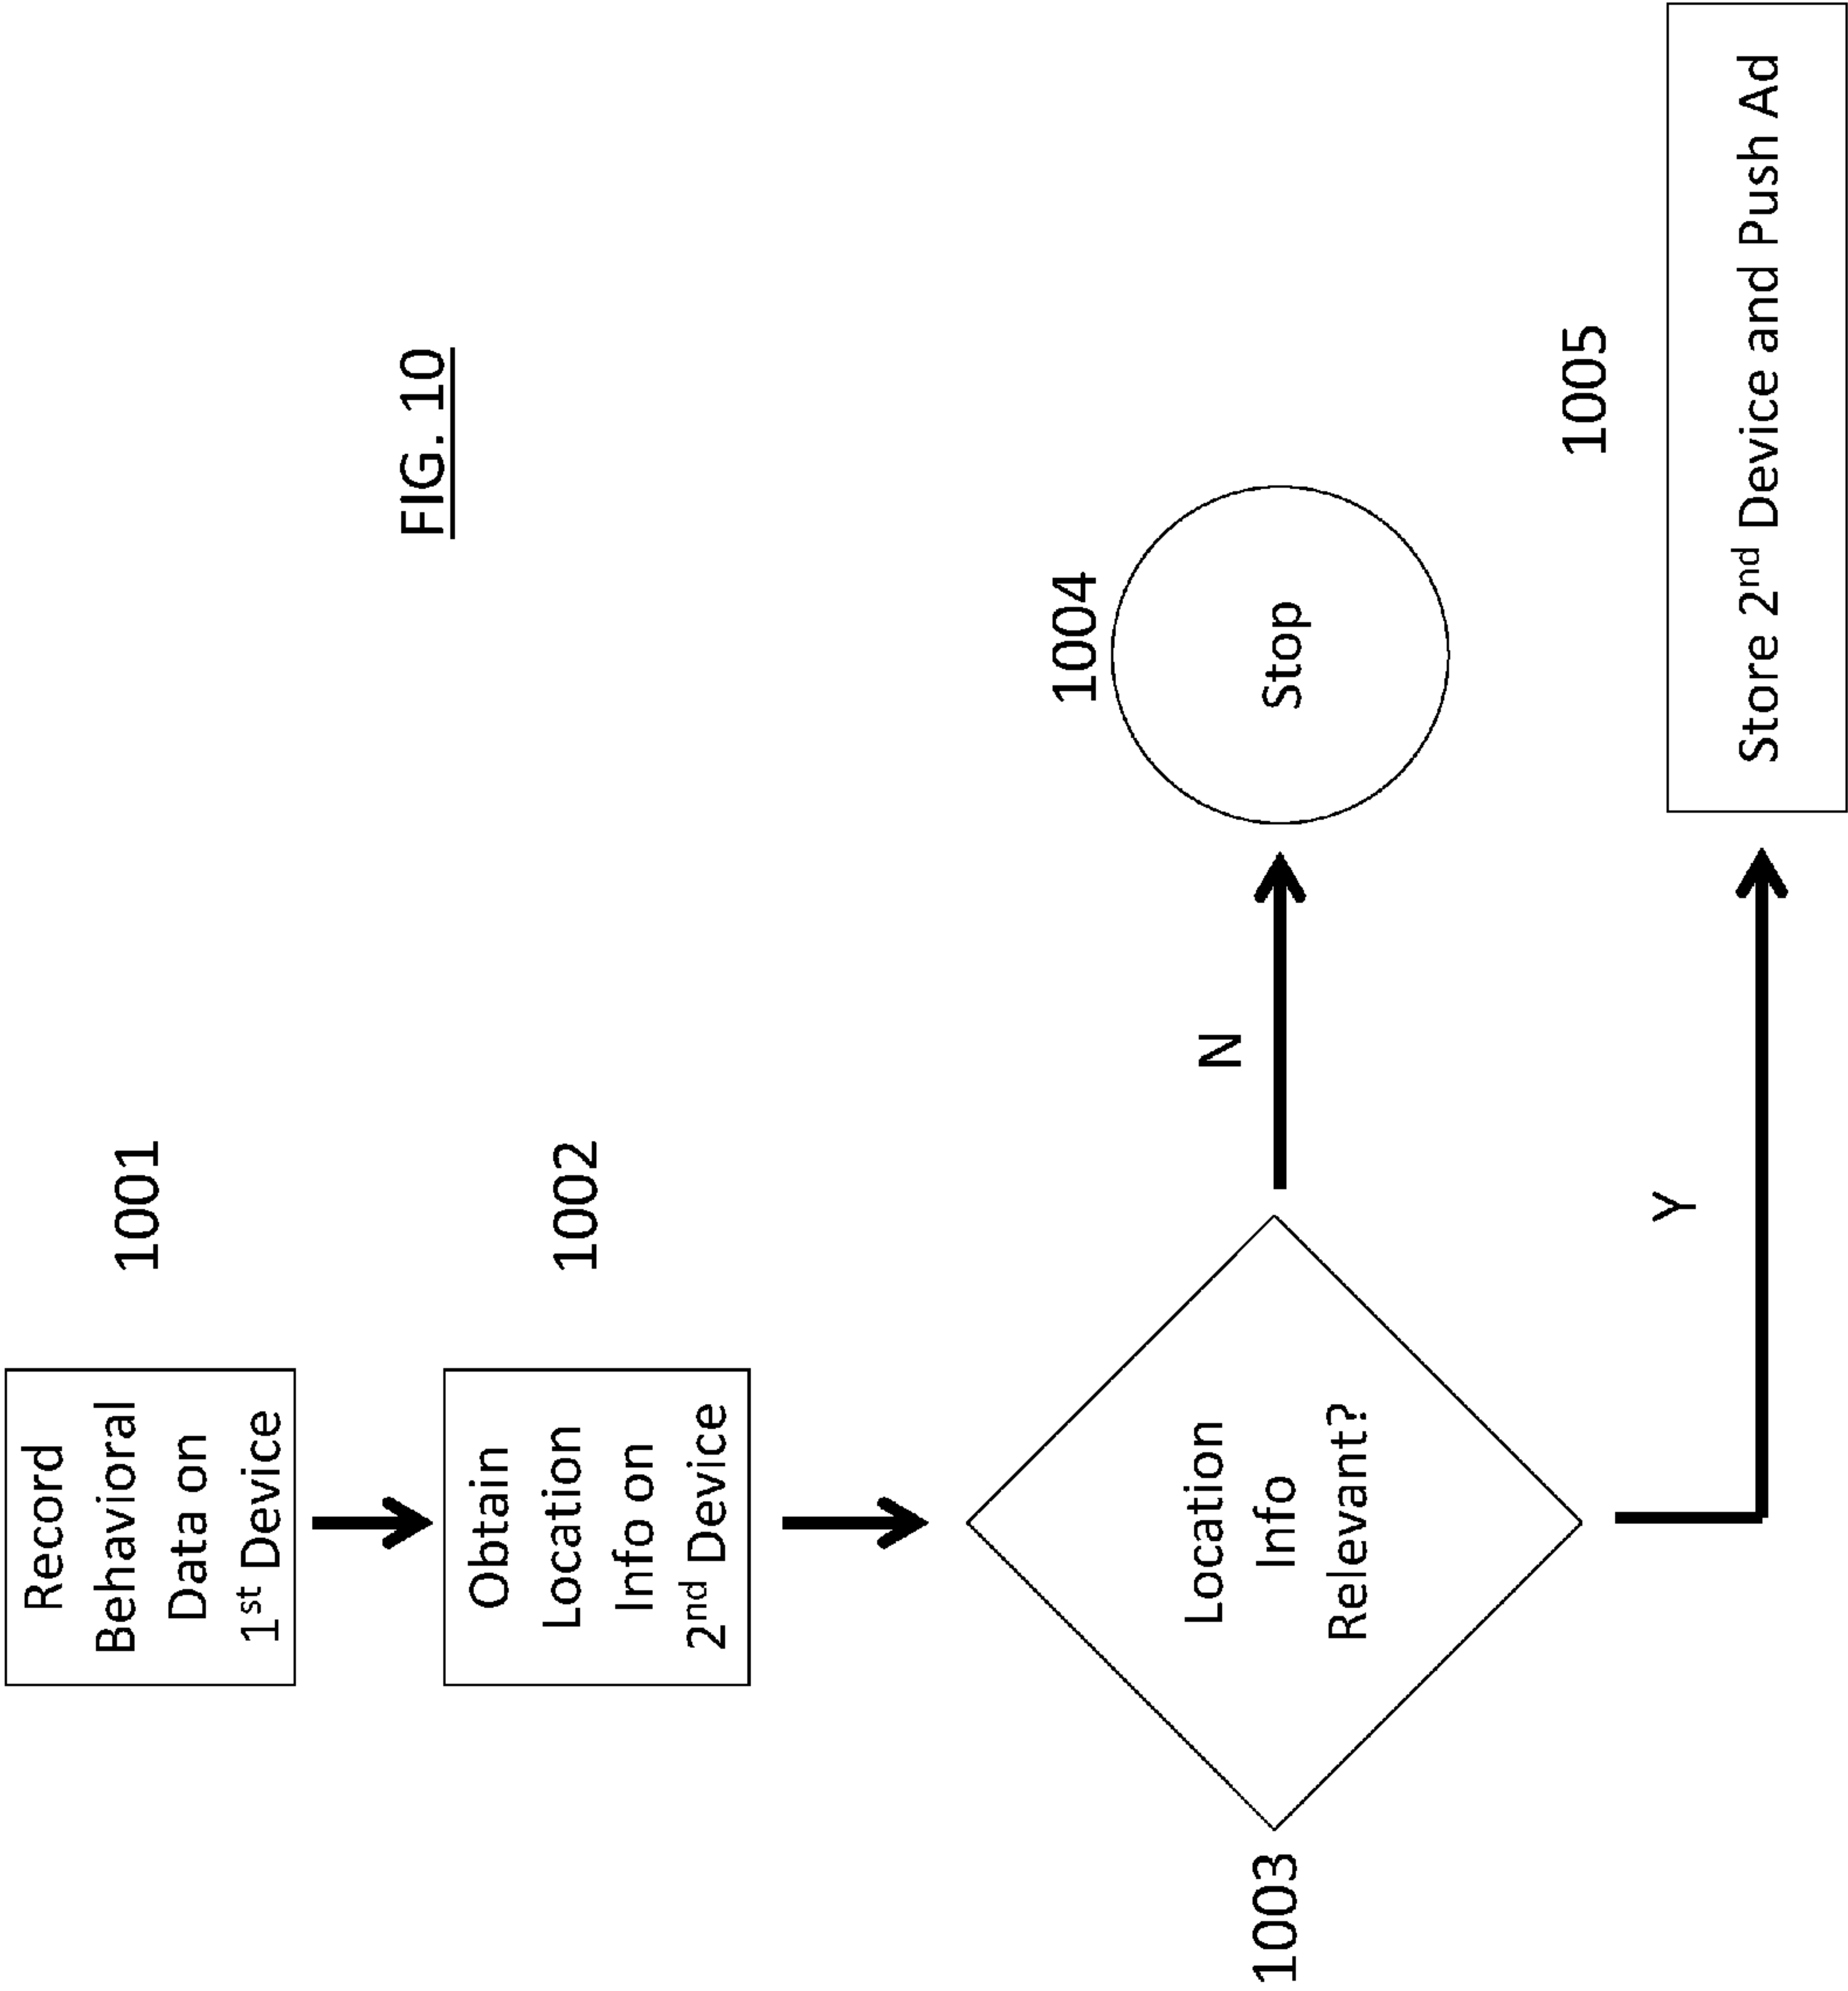 FIG. 10
1001
Record
Behavioral
Data on
1st Device
1002
Obtain
Location
Info on
2nd Device
1003
Location
Info
Relevant?
N
1004
Stop
Y
1005
Store 2nd Device and Push Ad